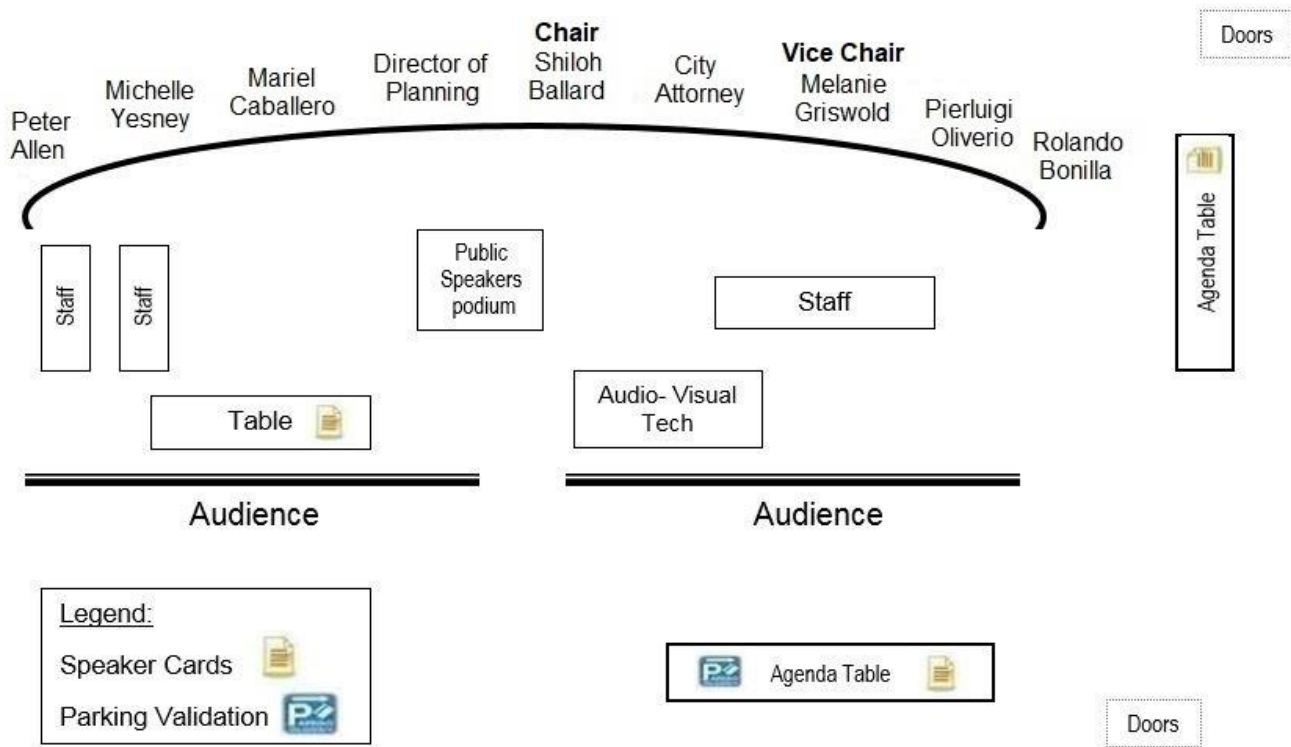 Peter
Allen
Michelle
Yesney
Mariel
Caballero
Director of
Planning
Chair
Shiloh
Ballard
City
Attorney
Vice Chair
Melanie
Griswold
Pierluigi
Oliverio
Rolando
Bonilla
Doors
Agenda Table
Staff
Staff
Public
Speakers
podium
Staff
Table
Audio- Visual
Tech
Audience
Audience
Legend:
Speaker Cards
Parking Validation
P
P
Agenda Table
Doors